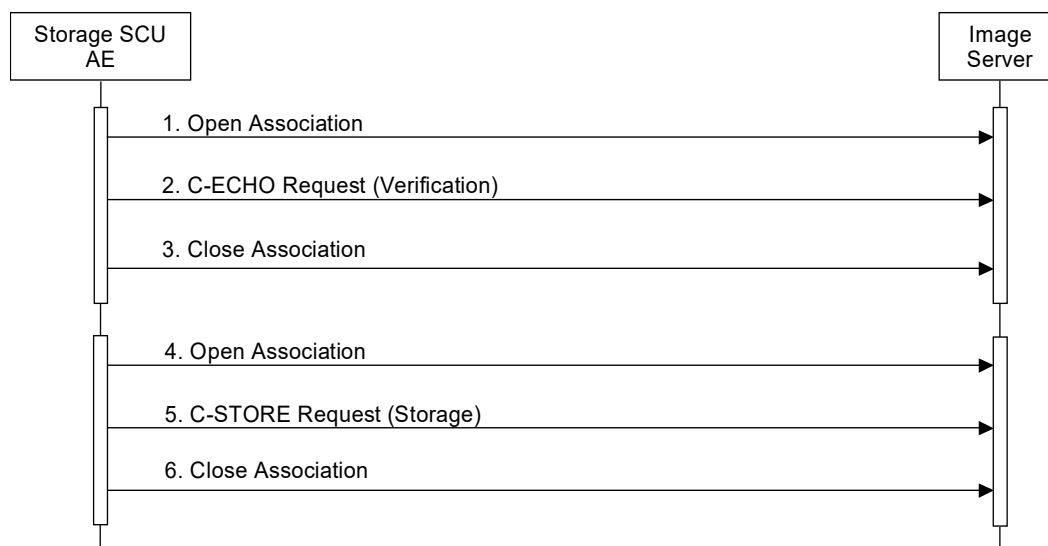 Storage SCU
AE
Image
Server
1. Open Association
2. C-ECHO Request (Verification)
3. Close Association
4. Open Association
5. C-STORE Request (Storage)
6. Close Association